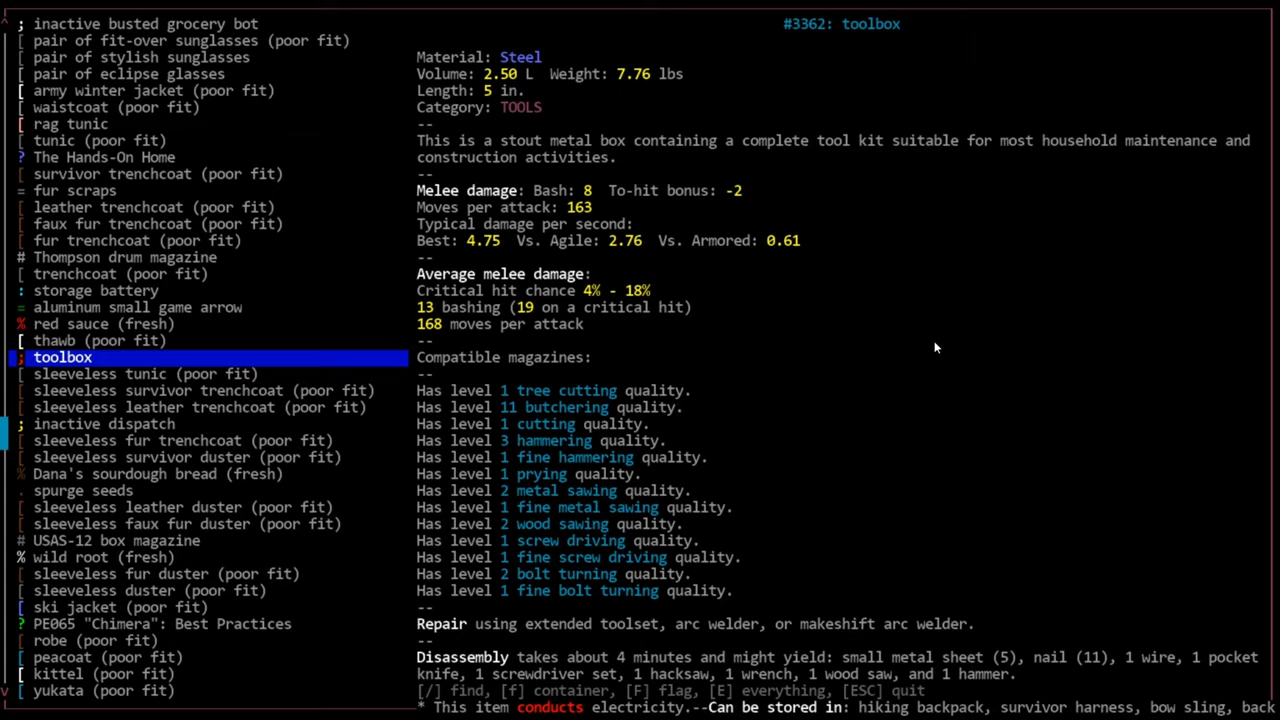 ; inactive busted grocery bot
[ pair of fit-over sunglasses (poor fit)
[ pair of stylish sunglasses
[ pair of eclipse glasses
[ army winter jacket (poor fit)
[ waistcoat (poor fit)
[ rag tunic
[ tunic (poor fit)
? The Hands-On Home
[ survivor trenchcoat (poor fit)
= fur scraps
[ leather trenchcoat (poor fit)
[ faux fur trenchcoat (poor fit)
[ fur trenchcoat (poor fit)
# Thompson drum magazine
[ trenchcoat (poor fit)
: storage battery
= aluminum small game arrow
% red sauce (fresh)
[ thawb (poor fit)
; toolbox
[ sleeveless tunic (poor fit)
[ sleeveless survivor trenchcoat (poor fit)
[ sleeveless leather trenchcoat (poor fit)
; inactive dispatch
[ sleeveless fur trenchcoat (poor fit)
[ sleeveless survivor duster (poor fit)
% Dana's sourdough bread (fresh)
. spurge seeds
[ sleeveless leather duster (poor fit)
[ sleeveless faux fur duster (poor fit)
# USAS-12 box magazine
% wild root (fresh)
[ sleeveless fur duster (poor fit)
[ sleeveless duster (poor fit)
[ ski jacket (poor fit)
? PE065 "Chimera": Best Practices
[ robe (poor fit)
[ peacoat (poor fit)
[ kittel (poor fit)
[ yukata (poor fit)
#3362: toolbox
Material: Steel
Volume: 2.50 L  Weight: 7.76 lbs
Length: 5 in.
Category: TOOLS
--
This is a stout metal box containing a complete tool kit suitable for most household maintenance and
construction activities.
--
Melee damage: Bash: 8  To-hit bonus: -2
Moves per attack: 163
Typical damage per second:
Best: 4.75  Vs. Agile: 2.76  Vs. Armored: 0.61
--
Average melee damage:
Critical hit chance 4% - 18%
13 bashing (19 on a critical hit)
168 moves per attack
--
Compatible magazines:
--
Has level 1 tree cutting quality.
Has level 11 butchering quality.
Has level 1 cutting quality.
Has level 3 hammering quality.
Has level 1 fine hammering quality.
Has level 1 prying quality.
Has level 2 metal sawing quality.
Has level 1 fine metal sawing quality.
Has level 2 wood sawing quality.
Has level 1 screw driving quality.
Has level 1 fine screw driving quality.
Has level 2 bolt turning quality.
Has level 1 fine bolt turning quality.
--
Repair using extended toolset, arc welder, or makeshift arc welder.
--
Disassembly takes about 4 minutes and might yield: small metal sheet (5), nail (11), 1 wire, 1 pocket
knife, 1 screwdriver set, 1 hacksaw, 1 wrench, 1 wood saw, and 1 hammer.
[/] find, [f] container, [F] flag, [E] everything, [ESC] quit
* This item conducts electricity.--Can be stored in: hiking backpack, survivor harness, bow sling, back